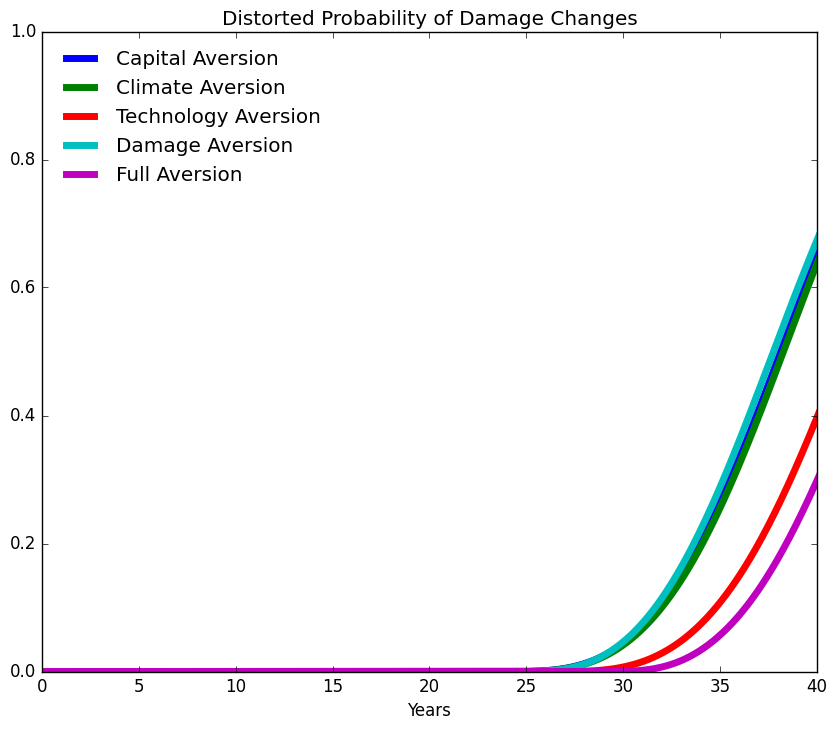 Distorted Probability of Damage Changes
1.0
Capital Aversion
Climate Aversion
Technology Aversion
Damage Aversion
Full Aversion
0.8
0.6
0.4
0.2
0.0
0 5 10 15 20 25 30 35 40
Years